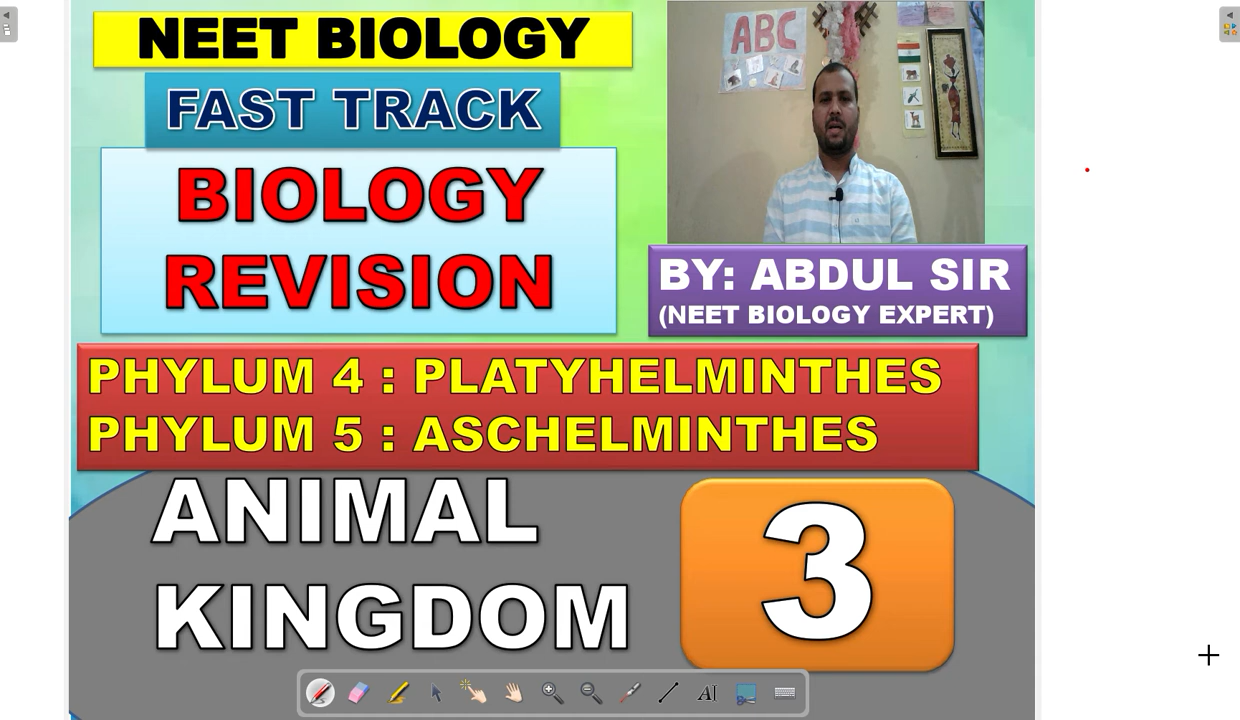 NEET BIOLOGY
FAST TRACK
BIOLOGY
REVISION
ABC
BY: ABDUL SIR
(NEET BIOLOGY EXPERT)
PHYLUM 4 : PLATYHELMINTHES
PHYLUM 5 : ASCHELMINTHES
ANIMAL
KINGDOM
3
AI